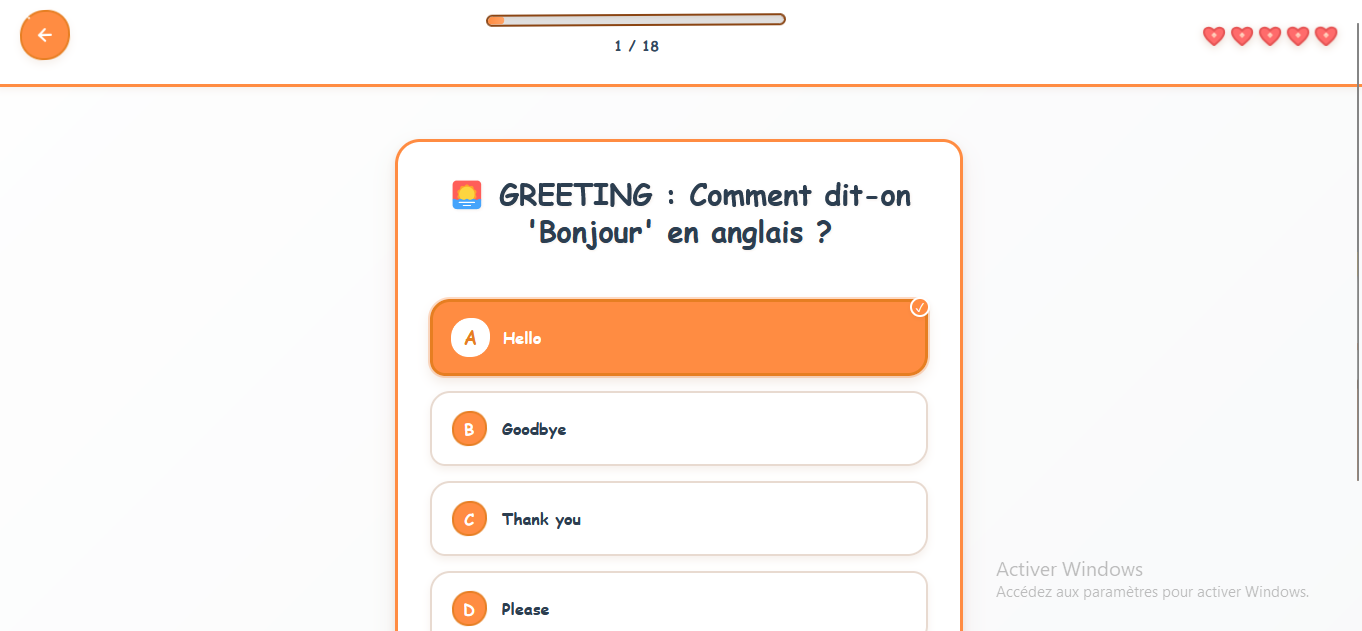 1 / 18
GREETING : Comment dit-on
'Bonjour' en anglais ?
A Hello
B Goodbye
C Thank you
D Please
Activer Windows
Accédez aux paramètres pour activer Windows.